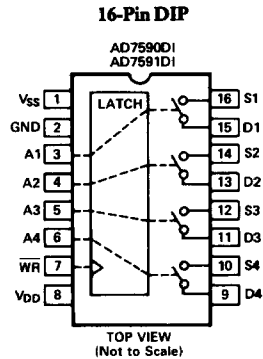 16-Pin DIP
AD7590DI
AD7591DI
LATCH
VSS 1
GND 2
A1 3
A2 4
A3 5
A4 6
WR 7
VDD 8
16 S1
15 D1
14 S2
13 D2
12 S3
11 D3
10 S4
9 D4
TOP VIEW
(Not to Scale)